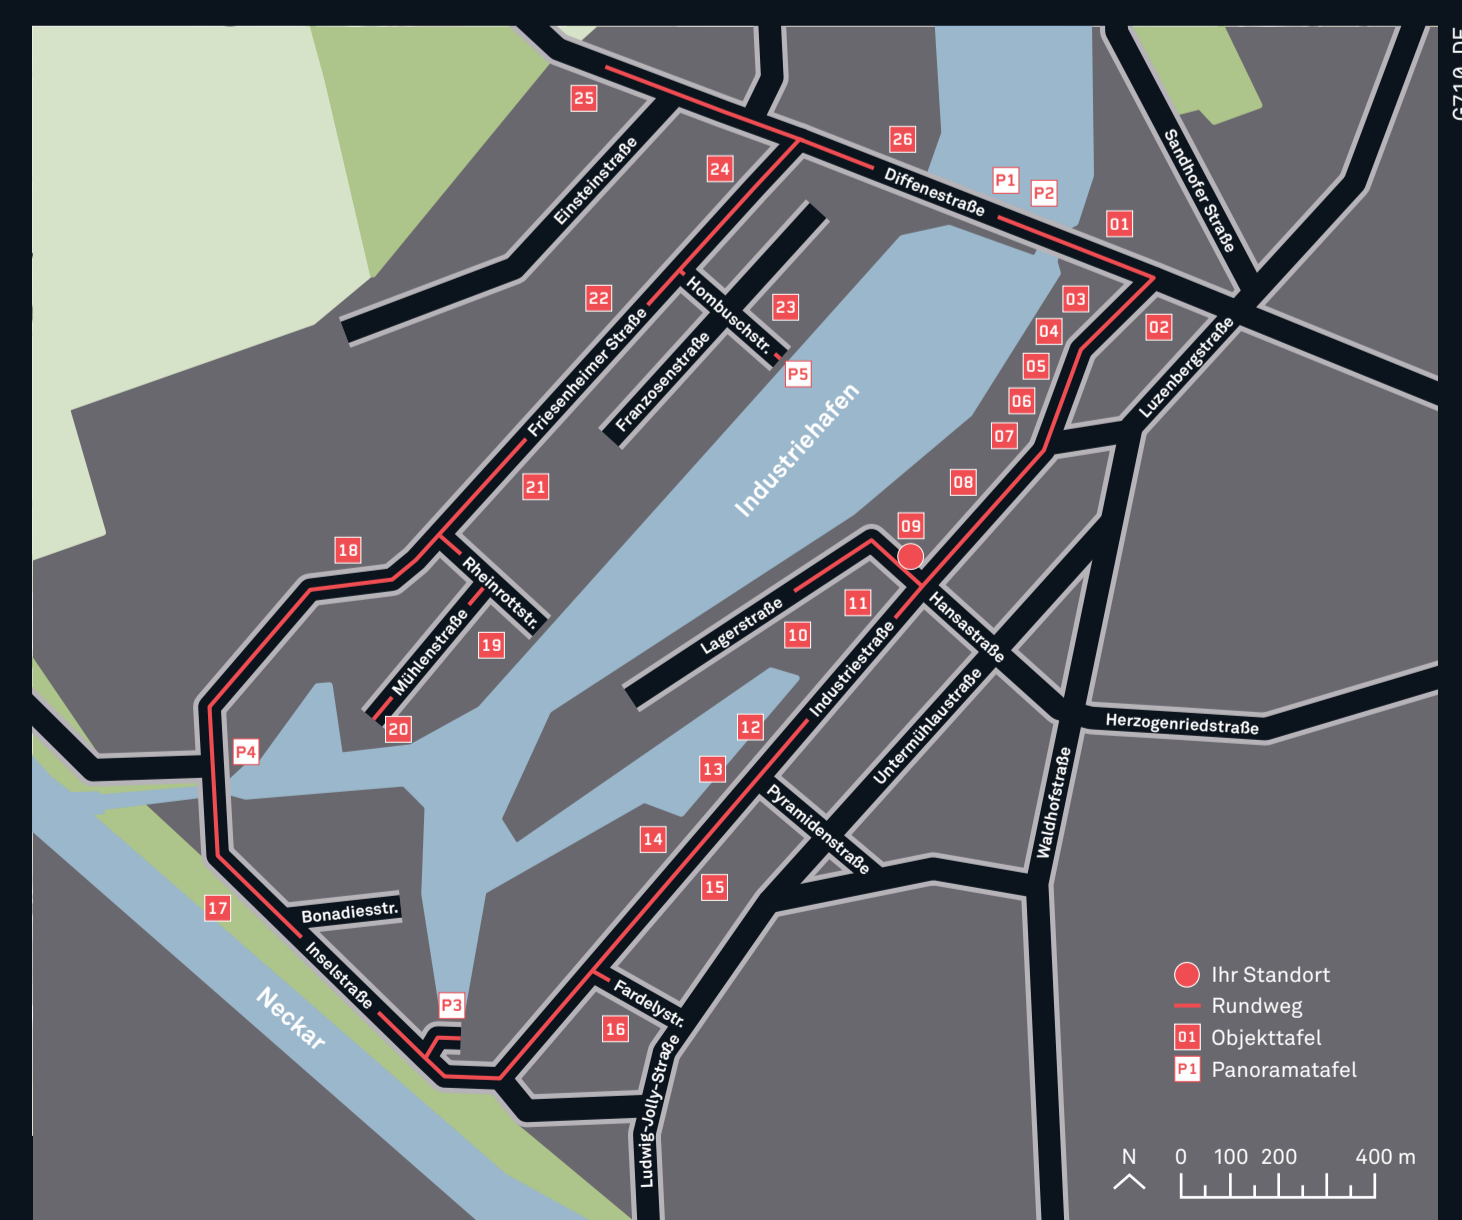 G710 DE
25
26
24
Einsteinstraße
Diffenestraße
P1
P2
Sandhofer Straße
01
22
23
Hombuschstr.
03
02
04
Friesenheimer Straße
Franzosenstraße
P5
05
Luzenbergstraße
06
07
Industriehafen
21
08
09
18
Rheinrottstr.
11
Hansastraße
19
10
Lagerstraße
Mühlenstraße
Industriestraße
20
12
Untermühlaustraße
Herzogenriedstraße
P4
13
Pyramidenstraße
Waldhofstraße
14
15
17
Bonadiesstr.
Inselstraße
Neckar
P3
Fardelystr.
16
Ludwig-Jolly-Straße
Ihr Standort
Rundweg
01 Objekttafel
P1 Panoramatafel
N 0 100 200 400 m